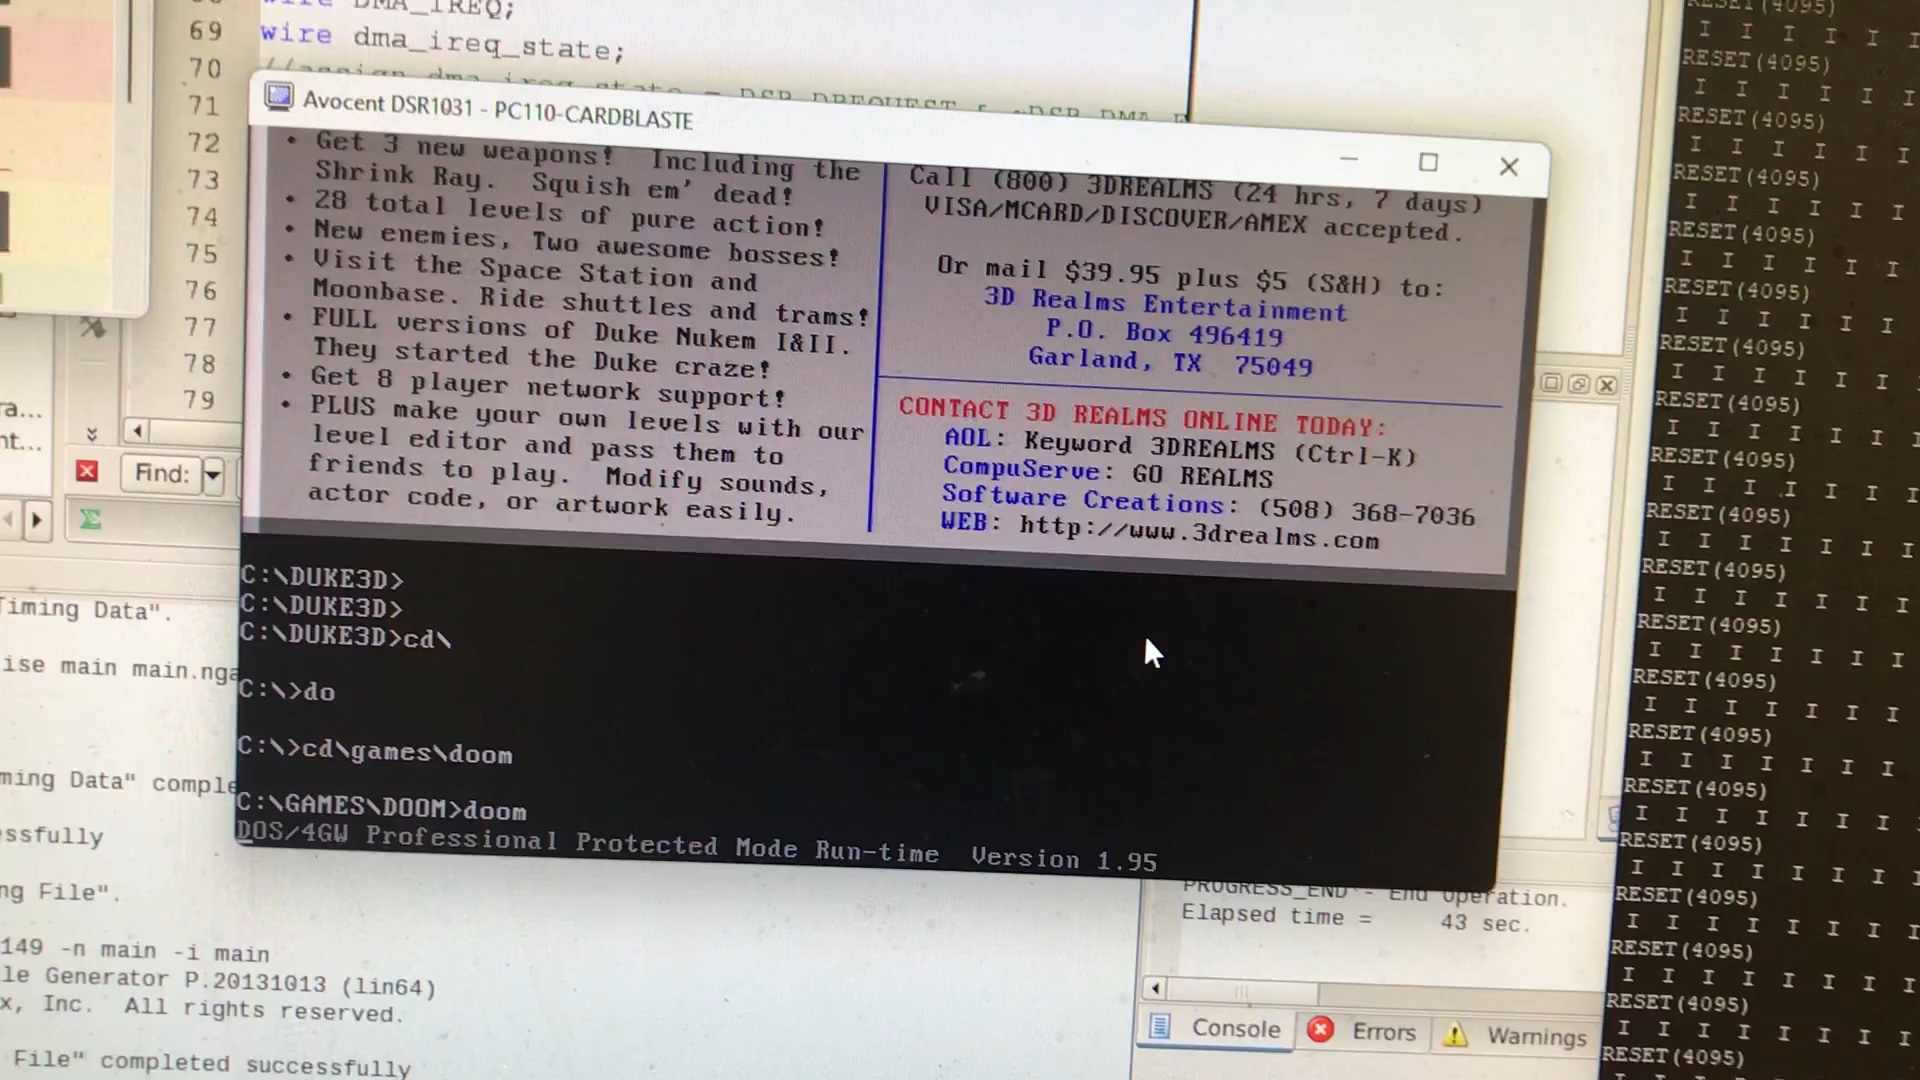 wire DMA_IREQ;
69 wire dma_ireq_state;
70
71
72
73
74
75
76
77
78
79
Find:
Avocent DSR1031 - PC110-CARDBLASTE
• Get 3 new weapons! Including the
Shrink Ray. Squish em' dead!
• 28 total levels of pure action!
• New enemies, Two awesome bosses!
• Visit the Space Station and
Moonbase. Ride shuttles and trams!
• FULL versions of Duke Nukem I&II.
They started the Duke craze!
• Get 8 player network support!
• PLUS make your own levels with our
level editor and pass them to
friends to play. Modify sounds,
actor code, or artwork easily.
Call (800) 3DREALMS (24 hrs, 7 days)
VISA/MCARD/DISCOVER/AMEX accepted.
Or mail $39.95 plus $5 (S&H) to:
3D Realms Entertainment
P.O. Box 496419
Garland, TX 75049
CONTACT 3D REALMS ONLINE TODAY:
AOL: Keyword 3DREALMS (Ctrl-K)
CompuServe: GO REALMS
Software Creations: (508) 368-7036
WEB: http://www.3drealms.com
C:\DUKE3D>
C:\DUKE3D>
C:\DUKE3D>cd\
C:\>do
C:\>cd\games\doom
C:\GAMES\DOOM>doom
DOS/4GW Professional Protected Mode Run-time Version 1.95
Timing Data".
ise main main.nga
ming Data" comple
essfully
ng File".
149 -n main -i main
le Generator P.20131013 (lin64)
x, Inc. All rights reserved.
File" completed successfully
PROGRESS_END - End Operation.
Elapsed time = 43 sec.
Console
Errors
Warnings
RESET(4095)
I I I I I I
RESET(4095)
I I I I I I
RESET(4095)
I I I I I I
RESET(4095)
I I I I I I
RESET(4095)
I I I I I I
RESET(4095)
I I I I I I
RESET(4095)
I I I I I I
RESET(4095)
I I I I I I
RESET(4095)
I I I I I I
RESET(4095)
I I I I I I
RESET(4095)
I I I I I I I
RESET(4095)
I I I I I I I
RESET(4095)
I I I I I I I
RESET(4095)
I I I I I I I
RESET(4095)
I I I I I I I
RESET(4095)
I I I I I I I I
RESET(4095)
I I I I I I I I
RESET(4095)
I I I I I I I I
RESET(4095)
I I I I I I I I
RESET(4095)